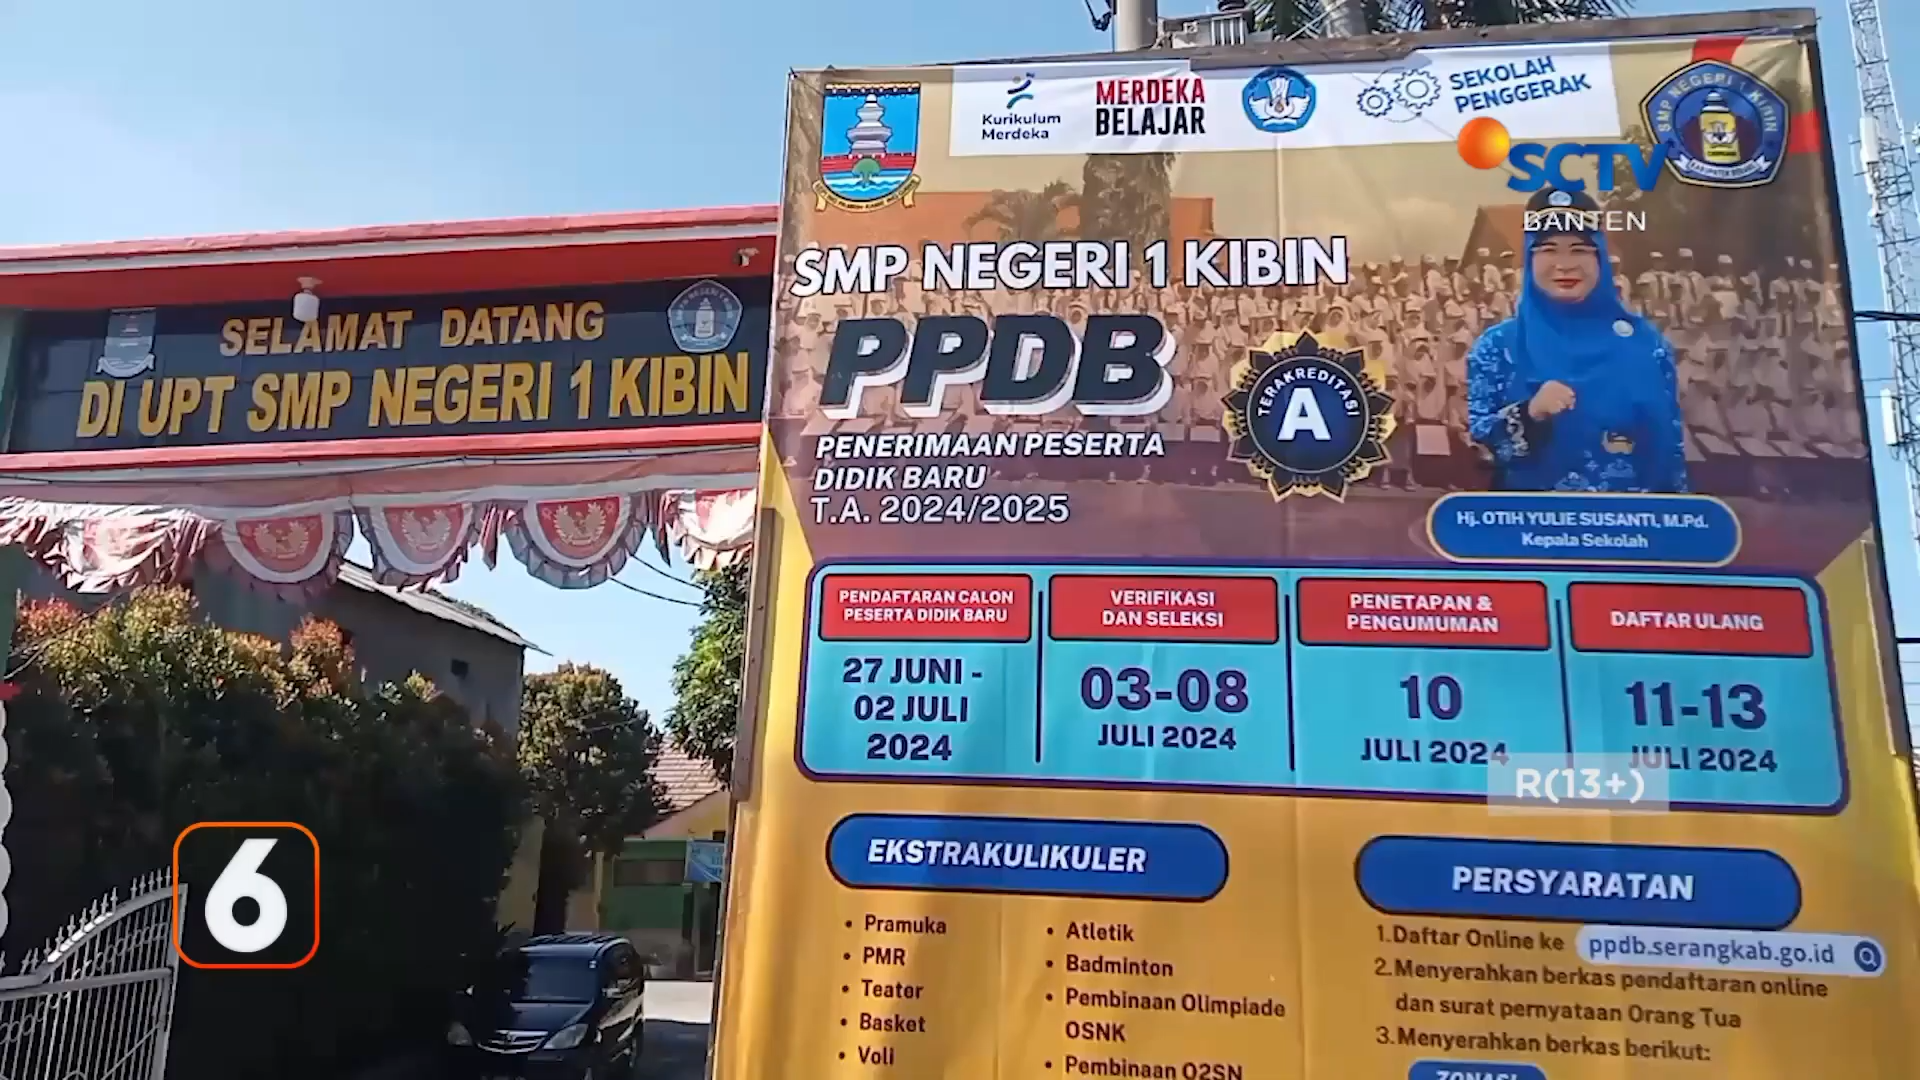 SELAMAT DATANG
DI UPT SMP NEGERI 1 KIBIN
Kurikulum
Merdeka
MERDEKA
BELAJAR
SEKOLAH
PENGGERAK
SMP NEGERI 1 KIBIN
SCTV
BANTEN
SMP NEGERI 1 KIBIN
PPDB
PENERIMAAN PESERTA
DIDIK BARU
T.A. 2024/2025
TERAKREDITASI
A
Hj. OTIH YULIE SUSANTI, M.Pd.
Kepala Sekolah
PENDAFTARAN CALON
PESERTA DIDIK BARU
27 JUNI -
02 JULI
2024
VERIFIKASI
DAN SELEKSI
03-08
JULI 2024
PENETAPAN &
PENGUMUMAN
10
JULI 2024
DAFTAR ULANG
11-13
JULI 2024
R(13+)
6
EKSTRAKULIKULER
• Pramuka
• PMR
• Teater
• Basket
• Voli
• Atletik
• Badminton
• Pembinaan Olimpiade
OSNK
• Pembinaan O2SN
PERSYARATAN
1.Daftar Online ke ppdb.serangkab.go.id
2.Menyerahkan berkas pendaftaran online
dan surat pernyataan Orang Tua
3.Menyerahkan berkas berikut:
ZONASI